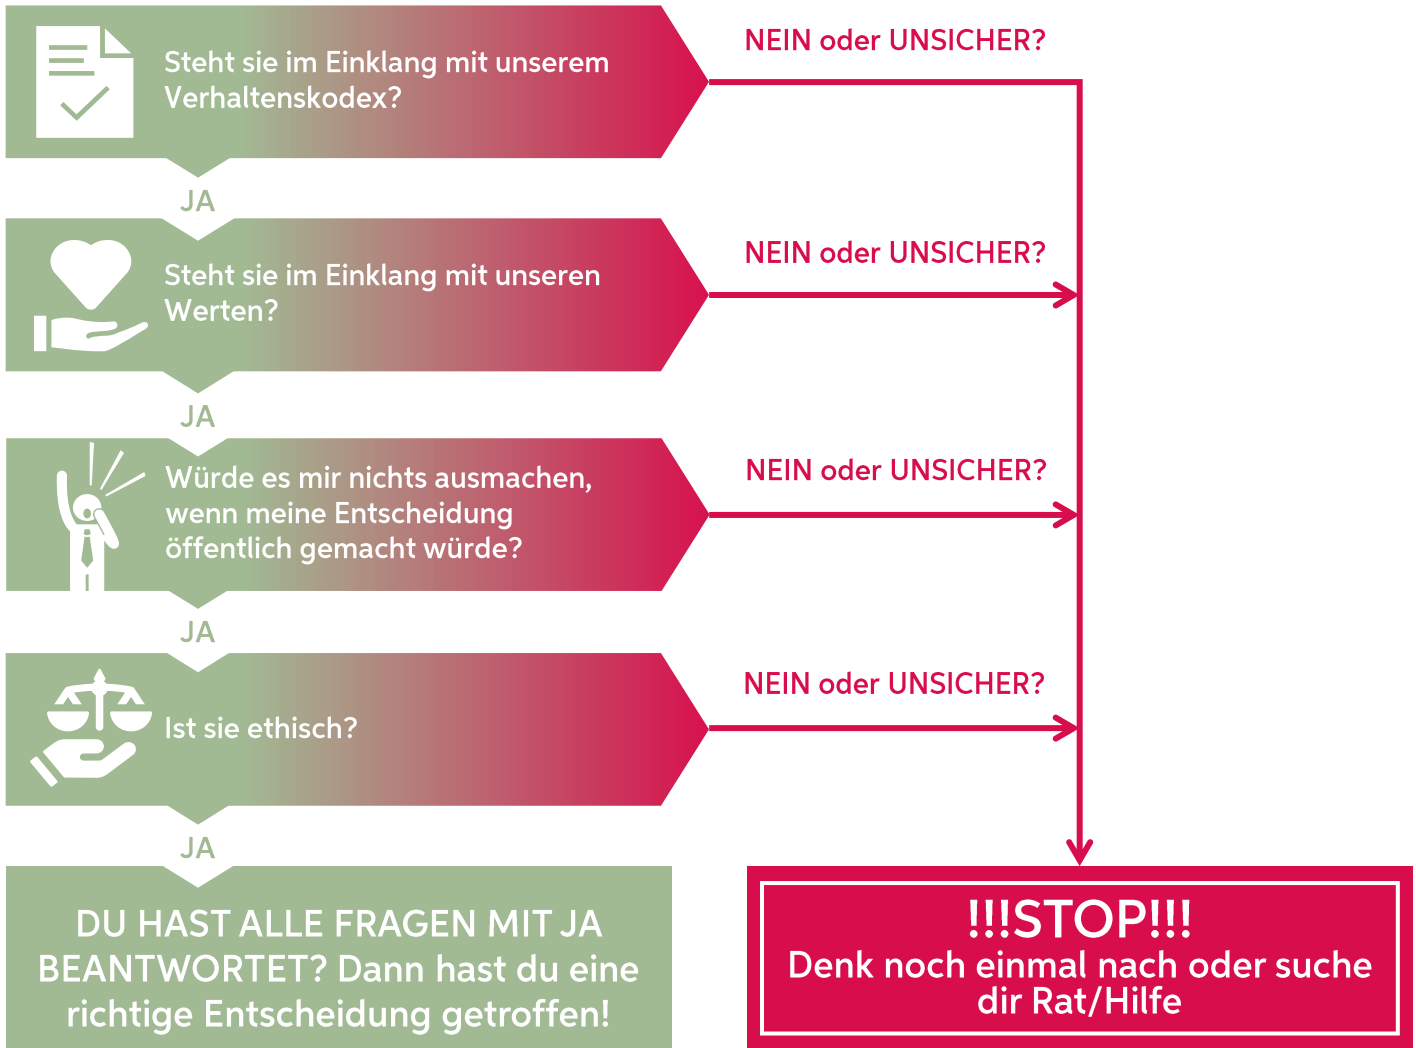 Steht sie im Einklang mit unserem
Verhaltenskodex?
NEIN oder UNSICHER?
JA
Steht sie im Einklang mit unseren
Werten?
NEIN oder UNSICHER?
JA
Würde es mir nichts ausmachen,
wenn meine Entscheidung
öffentlich gemacht würde?
NEIN oder UNSICHER?
JA
Ist sie ethisch?
NEIN oder UNSICHER?
JA
DU HAST ALLE FRAGEN MIT JA
BEANTWORTET? Dann hast du eine
richtige Entscheidung getroffen!
!!!STOP!!!
Denk noch einmal nach oder suche
dir Rat/Hilfe